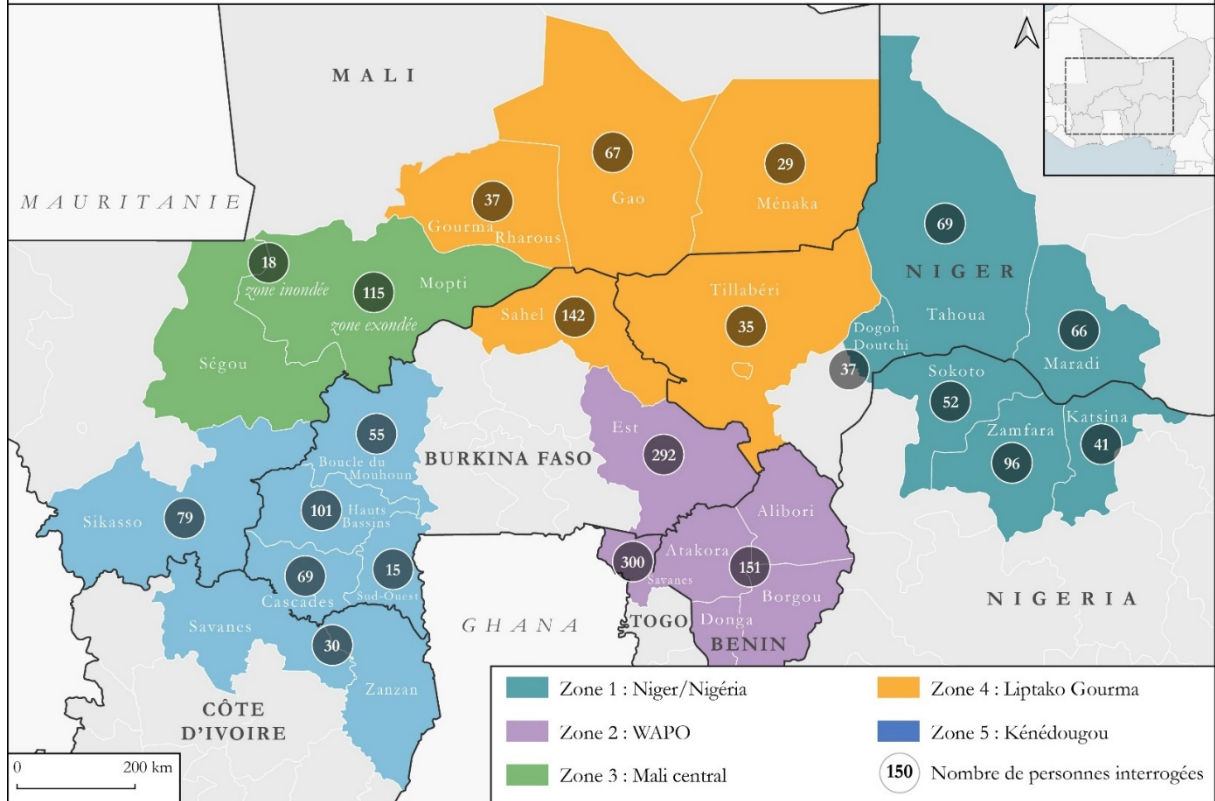 MALI
MAURITANIE
67
29
37
Gao
Ménaka
Gourma
Rharous
69
NIGER
18
zone inondée
115
Mopti
zone exondée
Sahel
142
Tillabéri
35
Tahoua
66
Maradi
Dogon
Doutchi
37
Ségou
Sokoto
52
Katsina
41
Zamfara
96
55
Boucle du
Mouhoun
BURKINA FASO
Est
292
Sikasso
79
101
Hauts
Bassins
Alibori
69
Cascades
15
Sud-Ouest
300
Savanes
Atakora
151
Borgou
Savanes
30
Zanzan
GHANA
TOGO
Donga
BENIN
NIGERIA
CÔTE
D'IVOIRE
0 200 km
Zone 1 : Niger/Nigéria
Zone 2 : WAPO
Zone 3 : Mali central
Zone 4 : Liptako Gourma
Zone 5 : Kénédougou
150 Nombre de personnes interrogées